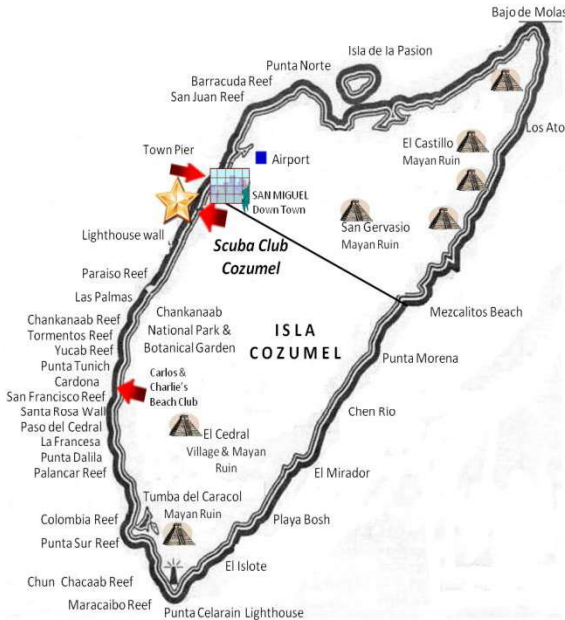 Bajo de Molas
Isla de la Pasion
Punta Norte
Barracuda Reef
San Juan Reef
Los Ato
El Castillo
Mayan Ruin
Town Pier
Airport
SAN MIGUEL
Down Town
San Gervasio
Mayan Ruin
Lighthouse wall
Scuba Club
Cozumel
Paraiso Reef
Las Palmas
Mezcalitos Beach
Chankanaab Reef
Tormentos Reef
Yucab Reef
Punta Tunich
Cardona
San Francisco Reef
Santa Rosa Wall
Paso del Cedral
La Francesa
Punta Dalila
Palancar Reef
Chankanaab
National Park &
Botanical Garden
ISLA
COZUMEL
Punta Morena
Carlos &
Charlie's
Beach Club
Chen Rio
El Cedral
Village & Mayan
Ruin
El Mirador
Tumba del Caracol
Mayan Ruin
Colombia Reef
Playa Bosh
Punta Sur Reef
El Islote
Chun Chacaab Reef
Maracaibo Reef
Punta Celarain Lighthouse